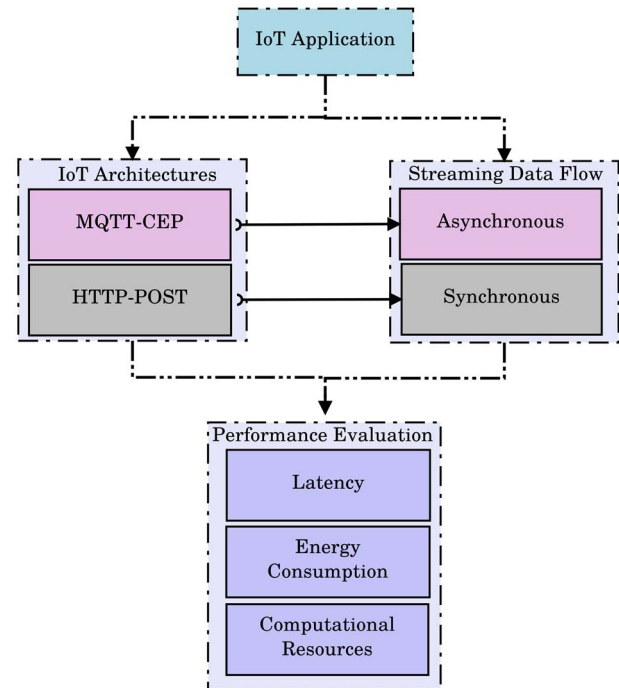 IoT Application
IoT Architectures
MQTT-CEP
HTTP-POST
Streaming Data Flow
Asynchronous
Synchronous
Performance Evaluation
Latency
Energy
Consumption
Computational
Resources